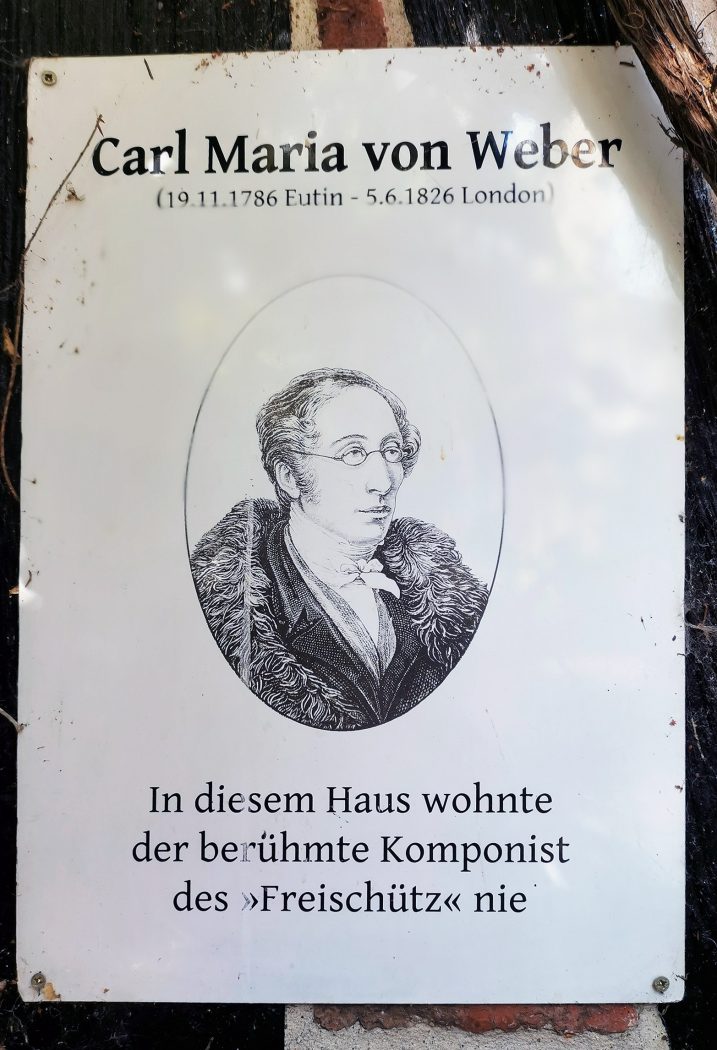 Carl Maria von Weber
(19.11.1786 Eutin - 5.6.1826 London)
In diesem Haus wohnte
der berühmte Komponist
des »Freischütz« nie